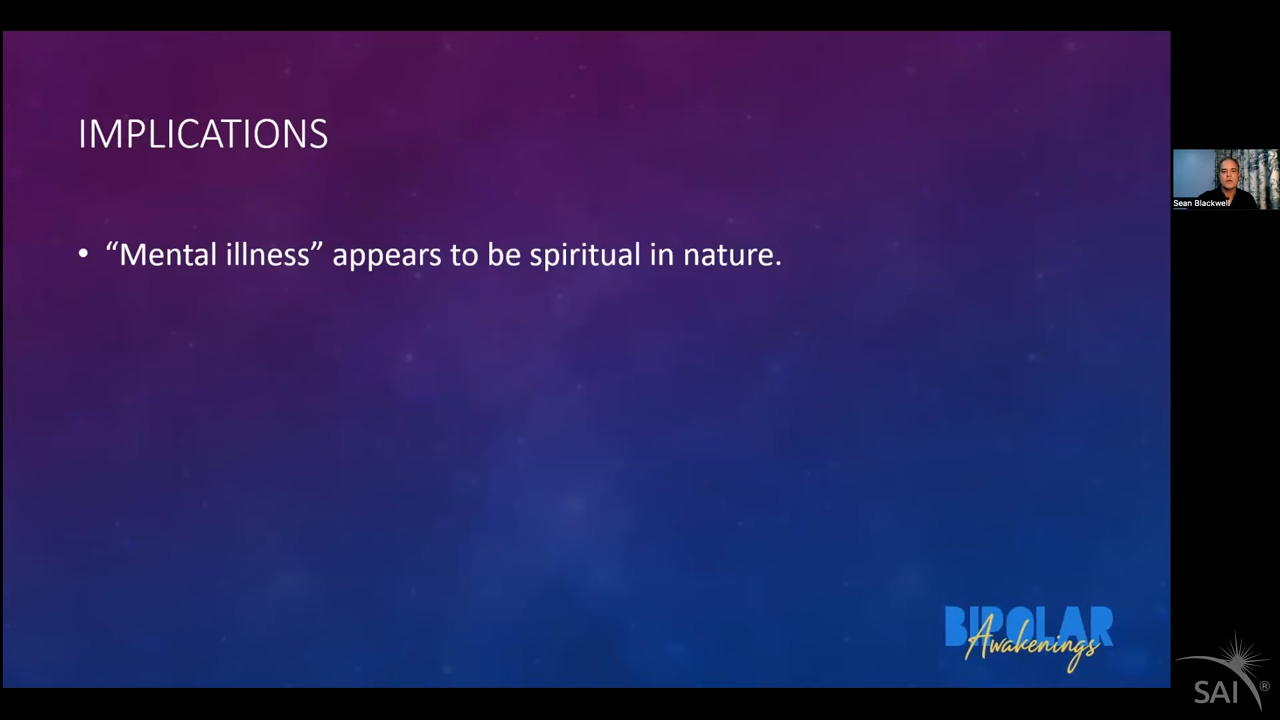 IMPLICATIONS
• “Mental illness” appears to be spiritual in nature.
Sean Blackwell
BIPOLAR
Awakenings
SAI®